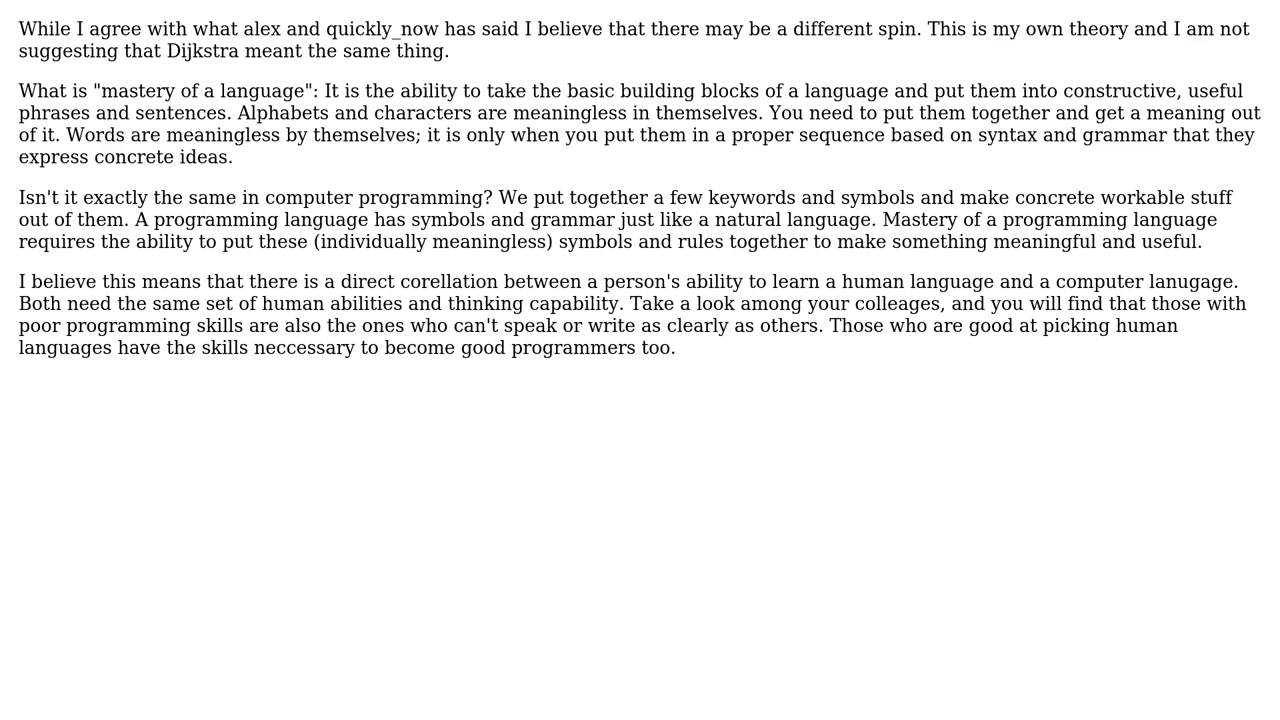 While I agree with what alex and quickly_now has said I believe that there may be a different spin. This is my own theory and I am not
suggesting that Dijkstra meant the same thing.
What is "mastery of a language": It is the ability to take the basic building blocks of a language and put them into constructive, useful
phrases and sentences. Alphabets and characters are meaningless in themselves. You need to put them together and get a meaning out
of it. Words are meaningless by themselves; it is only when you put them in a proper sequence based on syntax and grammar that they
express concrete ideas.
Isn't it exactly the same in computer programming? We put together a few keywords and symbols and make concrete workable stuff
out of them. A programming language has symbols and grammar just like a natural language. Mastery of a programming language
requires the ability to put these (individually meaningless) symbols and rules together to make something meaningful and useful.
I believe this means that there is a direct corellation between a person's ability to learn a human language and a computer lanugage.
Both need the same set of human abilities and thinking capability. Take a look among your colleages, and you will find that those with
poor programming skills are also the ones who can't speak or write as clearly as others. Those who are good at picking human
languages have the skills neccessary to become good programmers too.